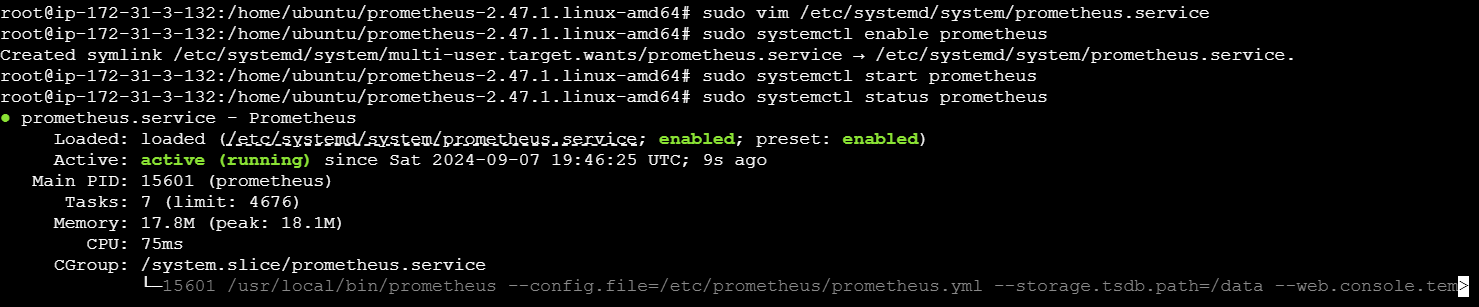 root@ip-172-31-3-132:/home/ubuntu/prometheus-2.47.1.linux-amd64# sudo vim /etc/systemd/system/prometheus.service
root@ip-172-31-3-132:/home/ubuntu/prometheus-2.47.1.linux-amd64# sudo systemctl enable prometheus
Created symlink /etc/systemd/system/multi-user.target.wants/prometheus.service → /etc/systemd/system/prometheus.service.
root@ip-172-31-3-132:/home/ubuntu/prometheus-2.47.1.linux-amd64# sudo systemctl start prometheus
root@ip-172-31-3-132:/home/ubuntu/prometheus-2.47.1.linux-amd64# sudo systemctl status prometheus
● prometheus.service - Prometheus
     Loaded: loaded (/etc/systemd/system/prometheus.service; enabled; preset: enabled)
     Active: active (running) since Sat 2024-09-07 19:46:25 UTC; 9s ago
   Main PID: 15601 (prometheus)
      Tasks: 7 (limit: 4676)
     Memory: 17.8M (peak: 18.1M)
        CPU: 75ms
     CGroup: /system.slice/prometheus.service
             └─15601 /usr/local/bin/prometheus --config.file=/etc/prometheus/prometheus.yml --storage.tsdb.path=/data --web.console.tem>